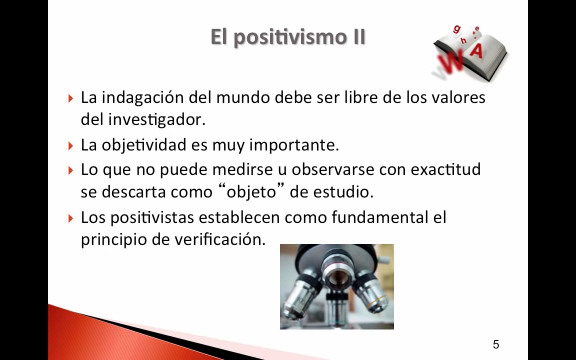 El positivismo II
g
h
e
W
A
La indagación del mundo debe ser libre de los valores
del investigador.
La objetividad es muy importante.
Lo que no puede medirse u observarse con exactitud
se descarta como “objeto” de estudio.
Los positivistas establecen como fundamental el
principio de verificación.
5